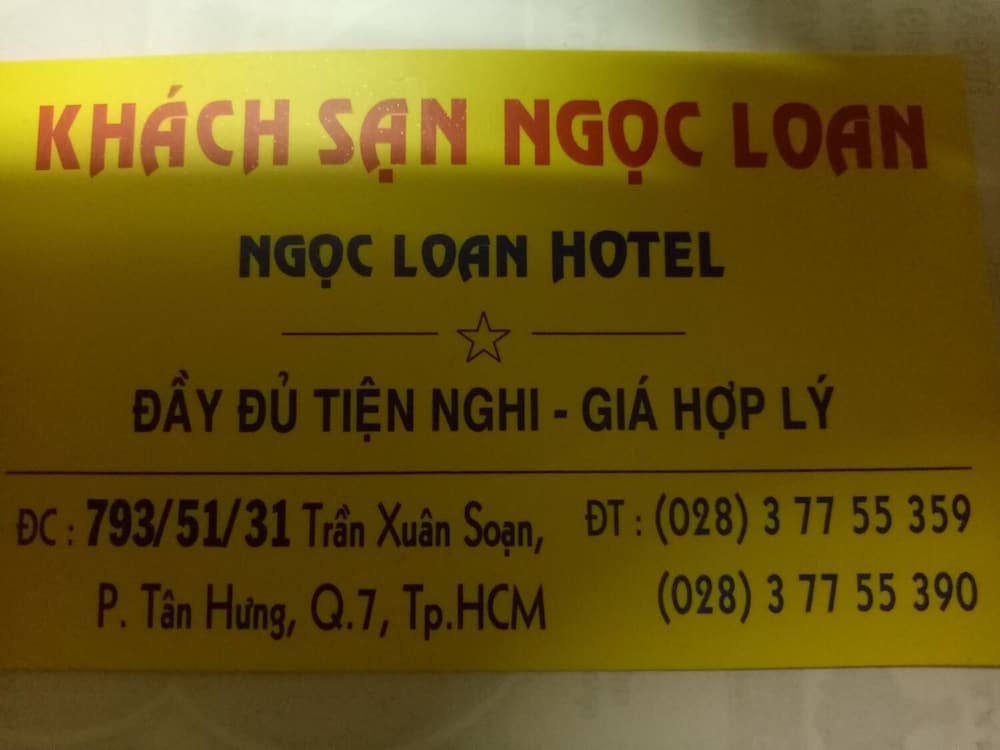 KHÁCH SẠN NGỌC LOAN
NGỌC LOAN HOTEL
ĐẦY ĐỦ TIỆN NGHI - GIÁ HỢP LÝ
ĐC : 793/51/31 Trần Xuân Soạn, ĐT : (028) 3 77 55 359
P. Tân Hưng, Q.7, Tp.HCM (028) 3 77 55 390